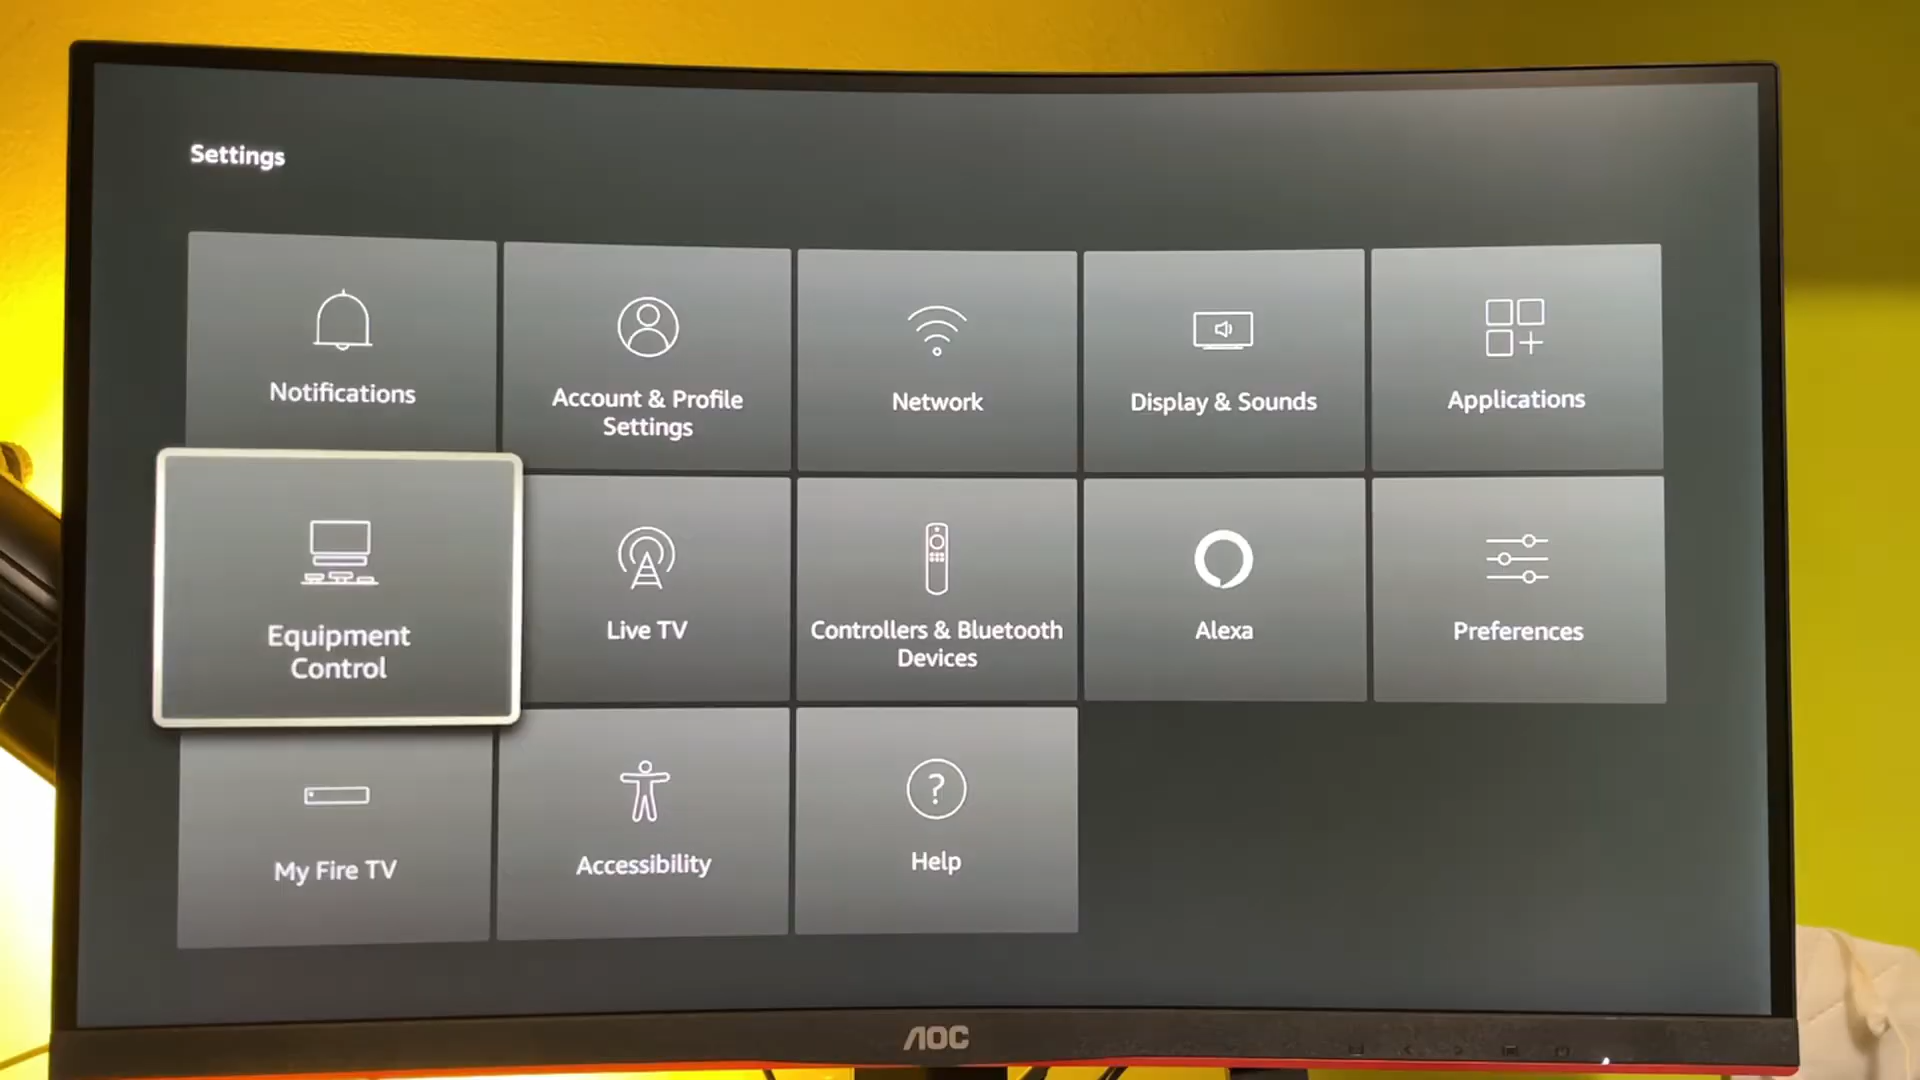 Settings
Notifications
Account & Profile
Settings
Network
Display & Sounds
Applications
Equipment
Control
Live TV
Controllers & Bluetooth
Devices
Alexa
Preferences
My Fire TV
Accessibility
?
Help
AOC